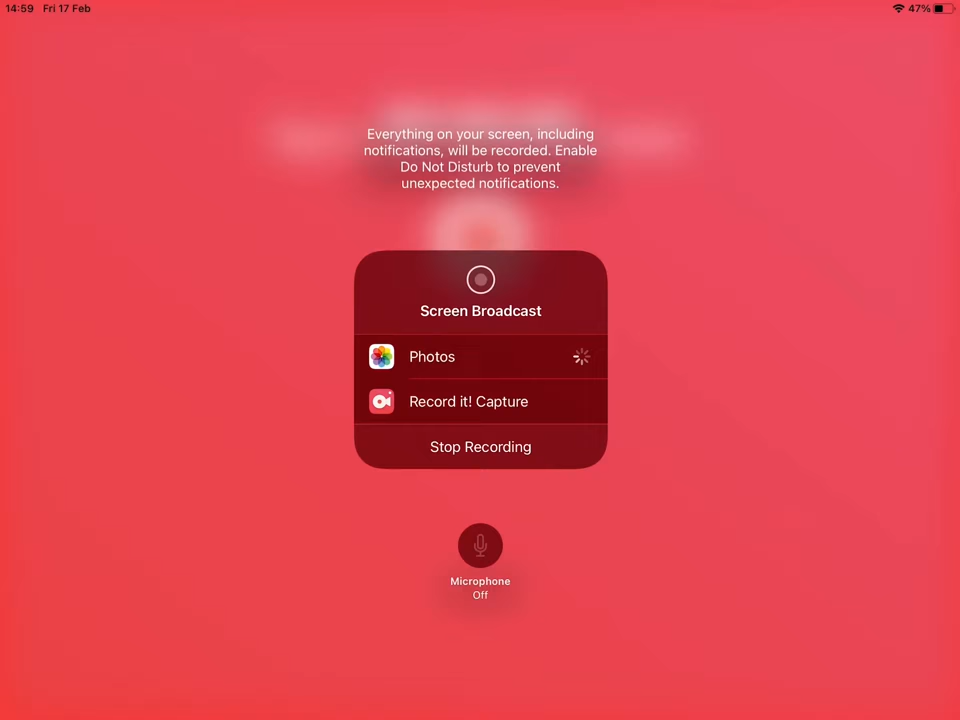 14:59 Fri 17 Feb
47%
Everything on your screen, including
notifications, will be recorded. Enable
Do Not Disturb to prevent
unexpected notifications.
Screen Broadcast
Photos
Record it! Capture
Stop Recording
Microphone
Off